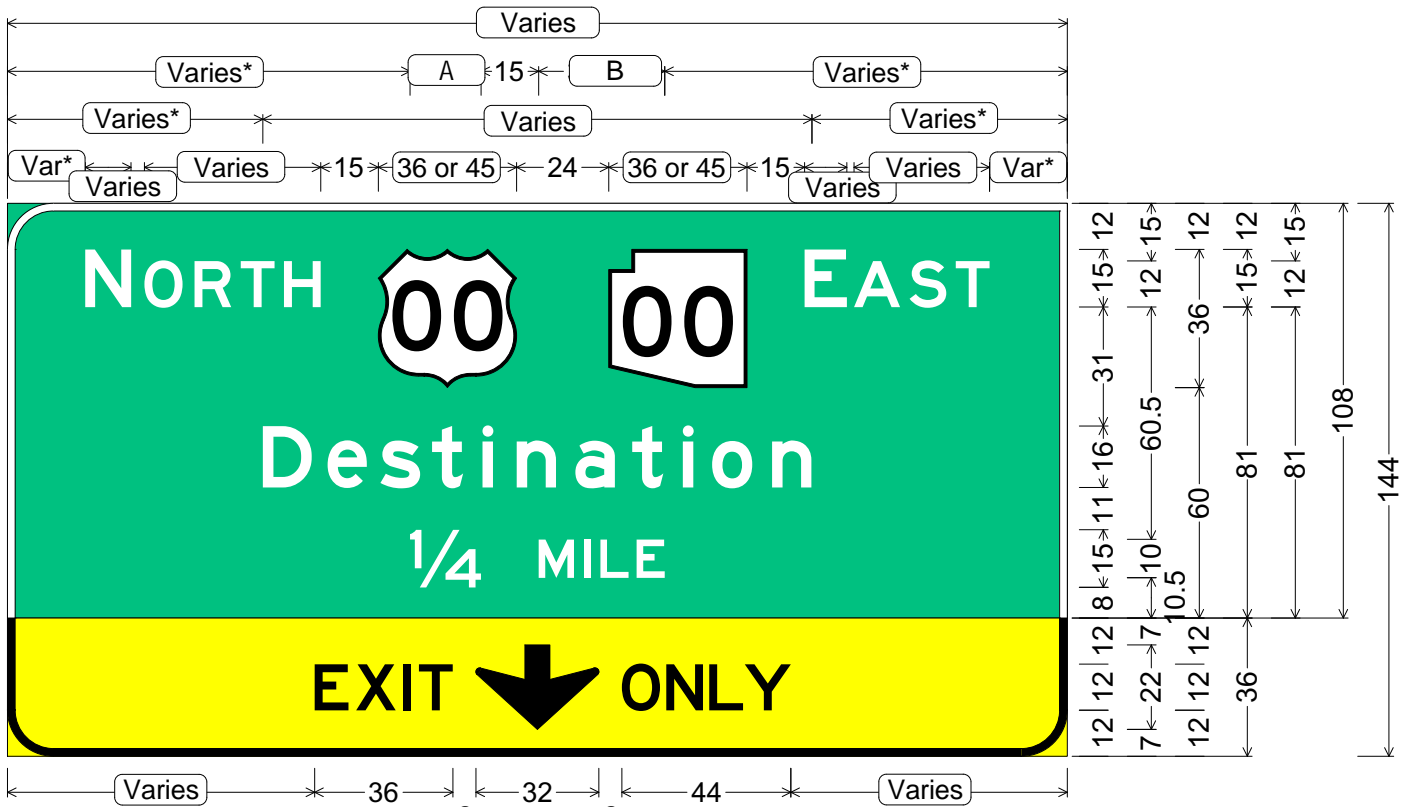 Varies
Varies* A 15 B Varies*
Varies* Varies Varies*
Var* Varies Varies 15 36 or 45 24 36 or 45 15 Varies Varies Var*
NORTH 00 00 EAST
Destination
1/4 MILE
EXIT ONLY
Varies 36 32 44 Varies
12 15 31 16 11 15 8 12 12 12
15 12 60.5 10 10.5 7 22 7
12 36 60 12 12 12
12 15 81 36
15 12 81
108
144